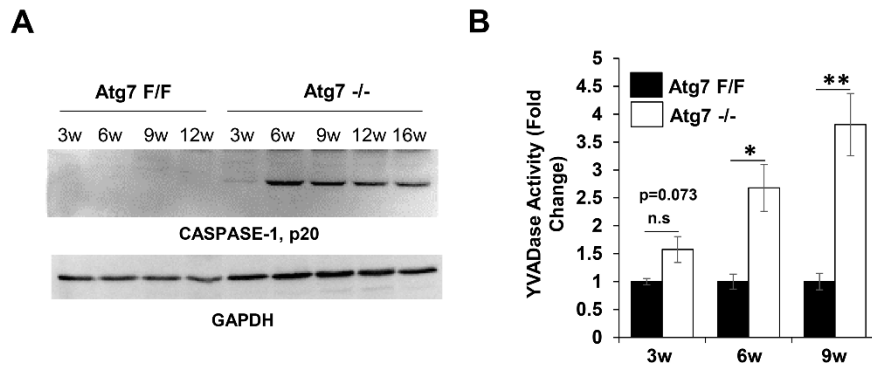 A
Atg7 F/F Atg7 -/-
3w 6w 9w 12w 3w 6w 9w 12w 16w
CASPASE-1, p20
GAPDH
B
YVADase Activity (Fold
Change)
5
4.5
4
3.5
3
2.5
2
1.5
1
0.5
0
Atg7 F/F
Atg7 -/-
p=0.073
n.s
*
**
3w 6w 9w